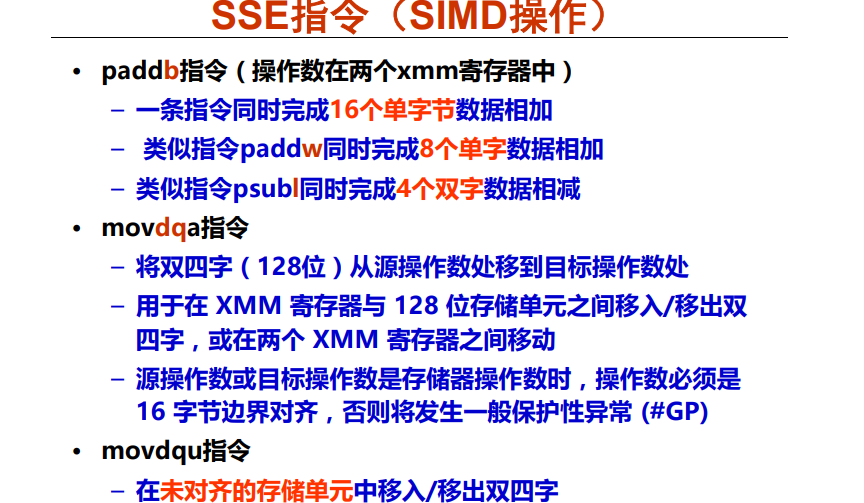 SSE指令（SIMD操作）
• paddb指令（操作数在两个xmm寄存器中）
– 一条指令同时完成16个单字节数据相加
– 类似指令paddw同时完成8个单字数据相加
– 类似指令psubl同时完成4个双字数据相减
• movdqa指令
– 将双四字（128位）从源操作数处移到目标操作数处
– 用于在 XMM 寄存器与 128 位存储单元之间移入/移出双
四字，或在两个 XMM 寄存器之间移动
– 源操作数或目标操作数是存储器操作数时，操作数必须是
16 字节边界对齐，否则将发生一般保护性异常 (#GP)
• movdqu指令
– 在未对齐的存储单元中移入/移出双四字